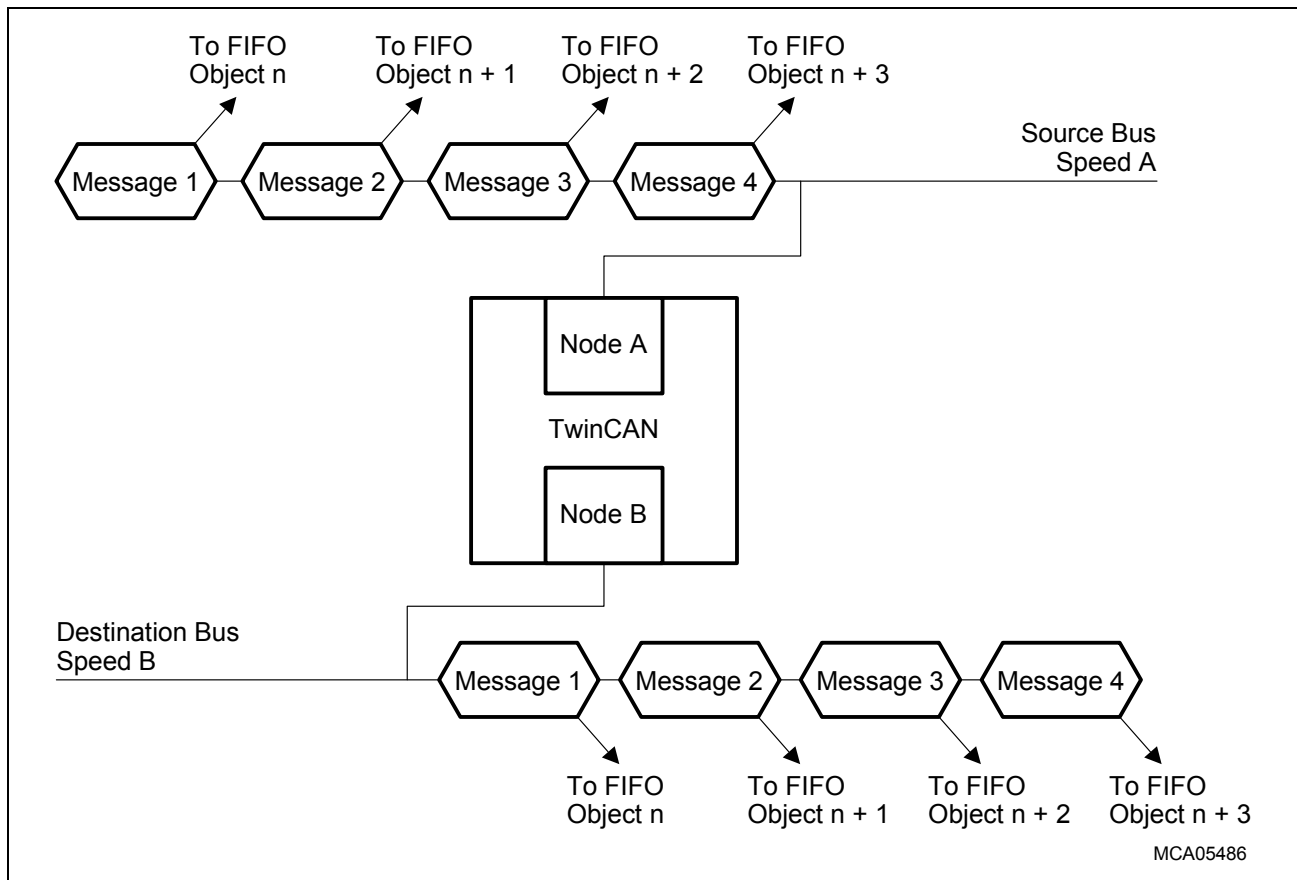 To FIFO
Object n
To FIFO
Object n + 1
To FIFO
Object n + 2
To FIFO
Object n + 3
Source Bus
Speed A
Message 1
Message 2
Message 3
Message 4
Node A
TwinCAN
Node B
Destination Bus
Speed B
Message 1
Message 2
Message 3
Message 4
To FIFO
Object n
To FIFO
Object n + 1
To FIFO
Object n + 2
To FIFO
Object n + 3
MCA05486